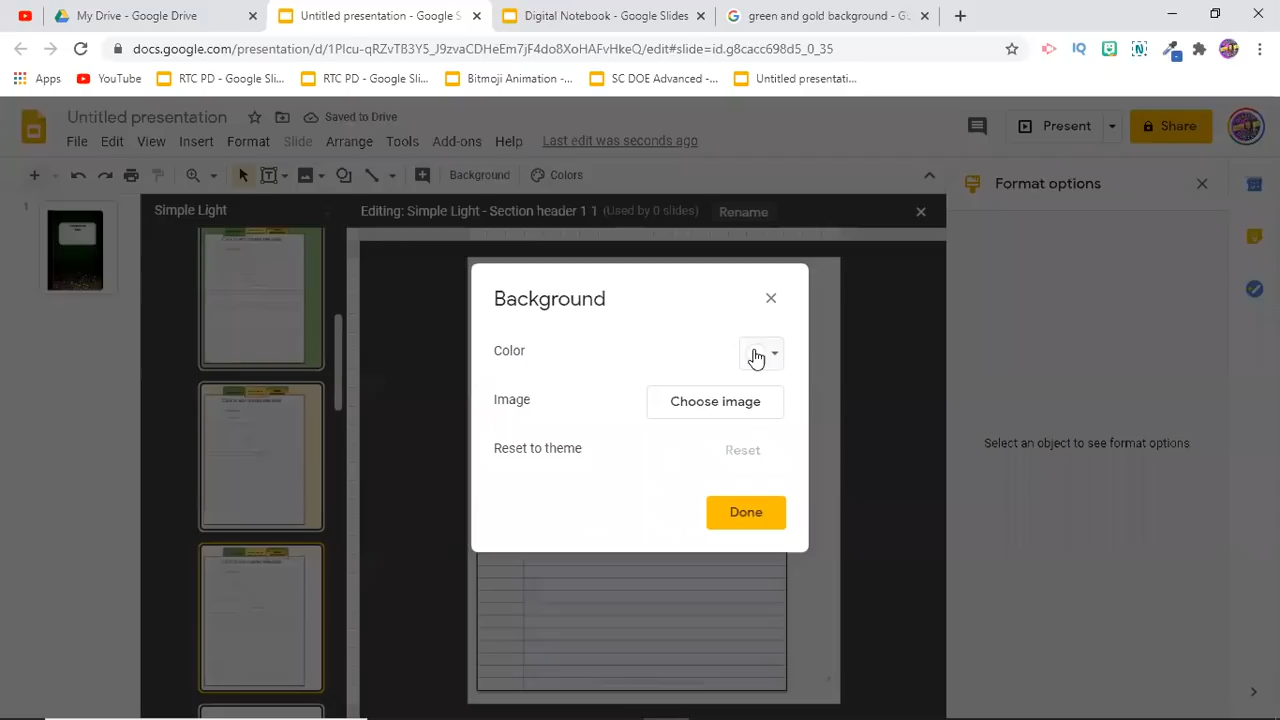 My Drive - Google Drive
Untitled presentation - Google S
Digital Notebook - Google Slides
green and gold background - G
docs.google.com/presentation/d/1PIcu-qRZvTB3Y5_J9zvaCDHeEm7jF4do8XoHAFvHkeQ/edit#slide=id.g8cacc698d5_0_35
Apps
YouTube
RTC PD - Google Sli...
RTC PD - Google Sli...
Bitmoji Animation -...
SC DOE Advanced -...
Untitled presentati...
Untitled presentation
Saved to Drive
File Edit View Insert Format Slide Arrange Tools Add-ons Help Last edit was seconds ago
Present
Share
Background
Colors
Format options
Simple Light
Editing: Simple Light - Section header 1 1 (Used by 0 slides)
Rename
1
Background
Color
Image
Choose image
Reset to theme
Reset
Done
Select an object to see format options